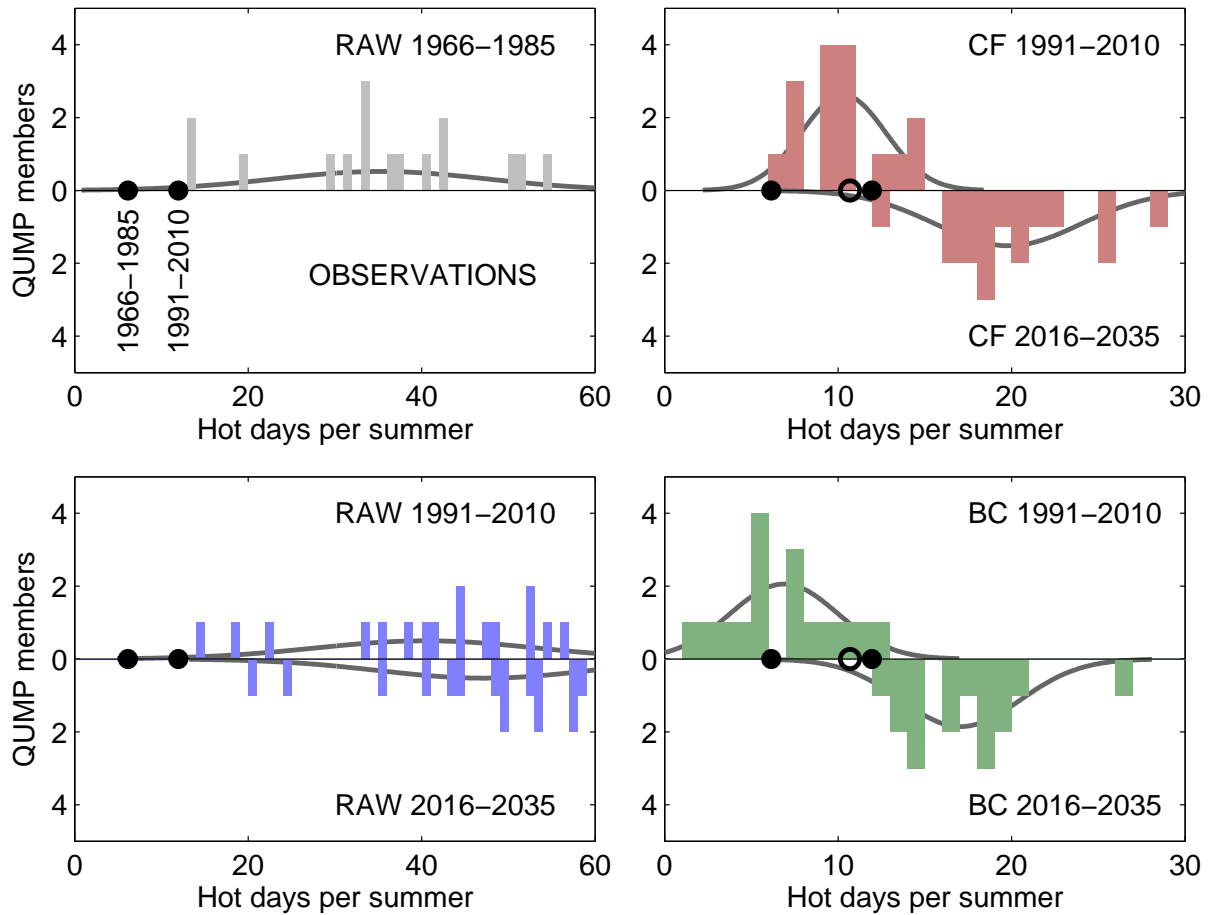 RAW 1966−1985
4
2
0
2
4
QUMP members
1966−1985
1991−2010
OBSERVATIONS
0 20 40 60
Hot days per summer
CF 1991−2010
4
2
0
2
4
CF 2016−2035
0 10 20 30
Hot days per summer
RAW 1991−2010
4
2
0
2
4
QUMP members
RAW 2016−2035
0 20 40 60
Hot days per summer
BC 1991−2010
4
2
0
2
4
BC 2016−2035
0 10 20 30
Hot days per summer